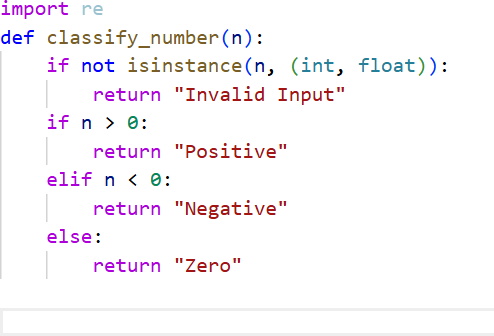 import re
def classify_number(n):
    if not isinstance(n, (int, float)):
        return "Invalid Input"
    if n > 0:
        return "Positive"
    elif n < 0:
        return "Negative"
    else:
        return "Zero"